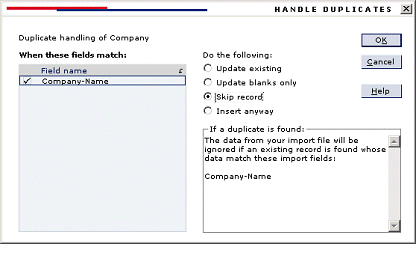 HANDLE DUPLICATES
Duplicate handling of Company
When these fields match:
Field name
Company-Name
Do the following:
Update existing
Update blanks only
Skip record
Insert anyway
OK
Cancel
Help
If a duplicate is found:
The data from your import file will be
ignored if an existing record is found whose
data match these import fields:
Company-Name